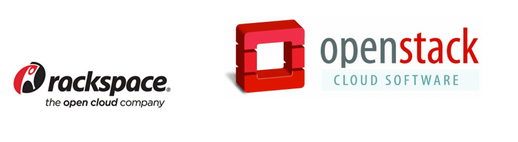 rackspace®
the open cloud company
openstack
CLOUD SOFTWARE